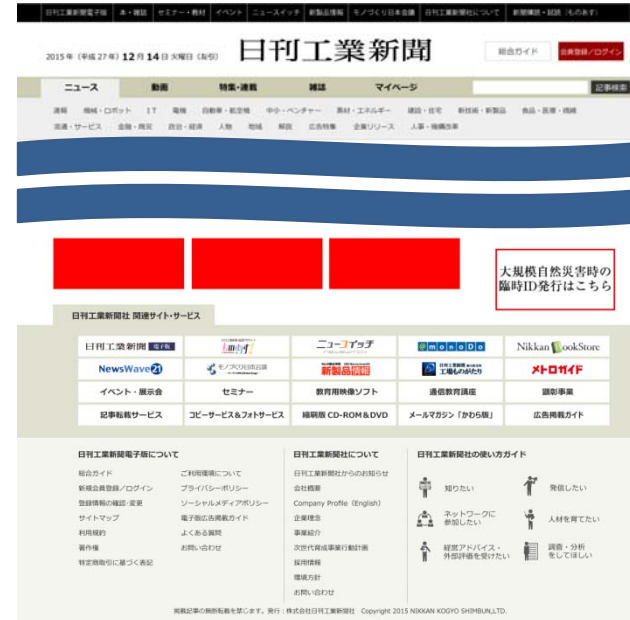 日刊工業新聞電子版 本・雑誌 セミナー・教材 イベント ニュースイッチ 新製品情報 モノづくり日本会議 日刊工業新聞社について 新聞購読・試読(ものあす)
2015年(平成27年)12月14日 火曜日(友引)
日刊工業新聞
総合ガイド 会員登録/ログイン
ニュース 動画 特集・連載 雑誌 マイページ 記事検索
速報 機械・ロボット IT 電機 自動車・航空機 中小・ベンチャー 素材・エネルギー 建設・住宅 新技術・新製品 食品・医療・機械
流通・サービス 金融・商況 政治・経済 人物 地域 解説 広告特集 企業リリース 人事・機構改革
大規模自然災害時の
臨時ID発行はこちら
日刊工業新聞社 関連サイト・サービス
日刊工業新聞 電子版 ニュースイッチ emonoDo Nikkan BookStore
NewsWave21 モノづくり日本会議 新製品情報 工場ものがたり メトロガイド
イベント・展示会 セミナー 教育用映像ソフト 通信教育講座 顕彰事業
記事転載サービス コピーサービス&フォトサービス 縮刷版 CD-ROM&DVD メールマガジン「かわら版」 広告掲載ガイド
日刊工業新聞電子版について 日刊工業新聞社について 日刊工業新聞社の使い方ガイド
総合ガイド ご利用環境について 日刊工業新聞社からのお知らせ
新規会員登録/ログイン プライバシーポリシー 会社概要
知りたい 発信したい
登録情報の確認・変更 ソーシャルメディアポリシー Company Profile (English)
サイトマップ 電子版広告掲載ガイド 企業理念
ネットワークに
参加したい 人材を育てたい
利用規約 よくある質問 事業紹介
著作権 お問い合わせ 次世代育成事業行動計画
経営アドバイス・
外部評価を受けたい
調査・分析
をしてほしい
特定商取引に基づく表記 採用情報
環境方針
お問い合わせ
掲載記事の無断転載を禁じます。発行:株式会社日刊工業新聞社 Copyright 2015 NIKKAN KOGYO SHIMBUN,LTD.